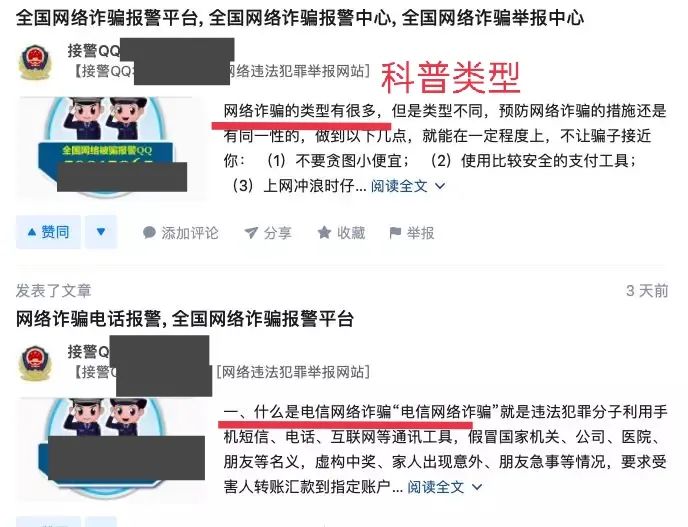 全国网络诈骗报警平台, 全国网络诈骗报警中心, 全国网络诈骗举报中心
接警QQ
【接警QQ 网络违法犯罪举报网站]
科普类型
网络诈骗的类型有很多，但是类型不同，预防网络诈骗的措施还是
有同一性的，做到以下几点，就能在一定程度上，不让骗子接近
你：（1）不要贪图小便宜；（2）使用比较安全的支付工具；
（3）上网冲浪时仔... 阅读全文
全国网络被骗报警QQ
赞同
添加评论
分享
收藏
举报
发表了文章
3 天前
网络诈骗电话报警, 全国网络诈骗报警平台
接警Q
【接警 [网络违法犯罪举报网站]
一、什么是电信网络诈骗“电信网络诈骗”就是违法犯罪分子利用手
机短信、电话、互联网等通讯工具，假冒国家机关、公司、医院、
朋友等名义，虚构中奖、家人出现意外、朋友急事等情况，要求受
害人转账汇款到指定账户... 阅读全文